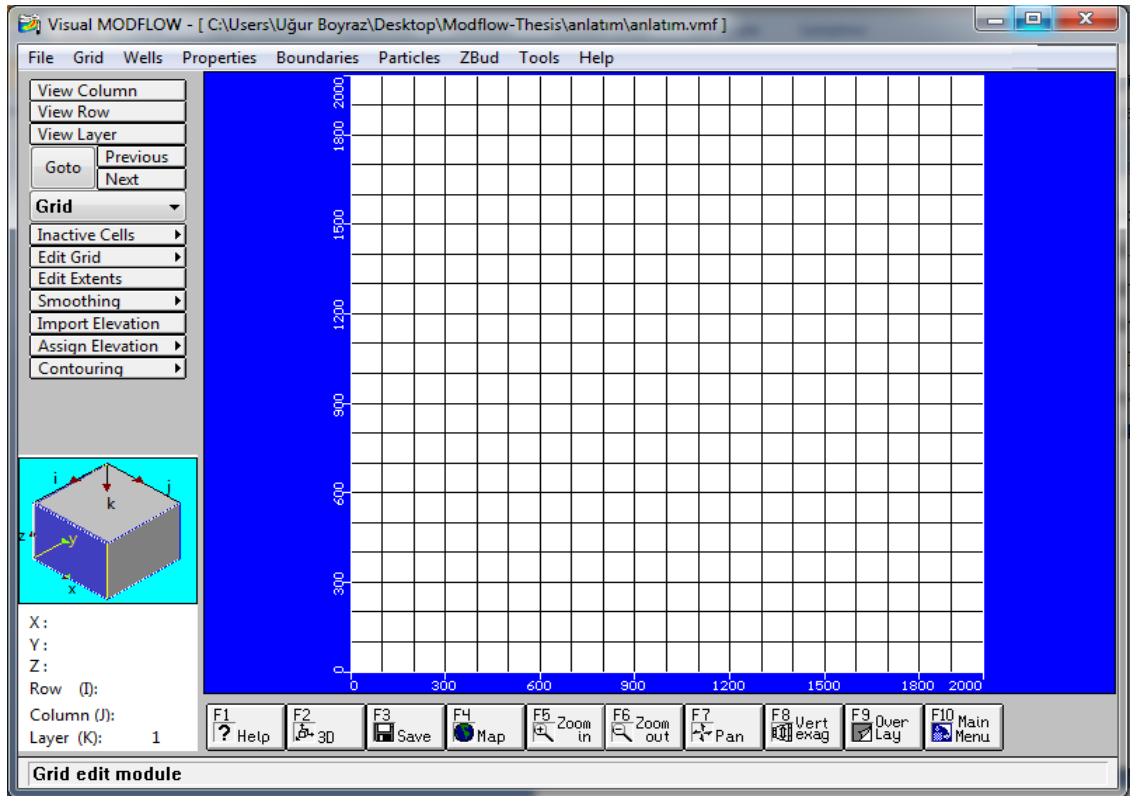 Visual MODFLOW - [ C:\Users\Uğur Boyraz\Desktop\Modflow-Thesis\anlatım\anlatım.vmf ]
File Grid Wells Properties Boundaries Particles ZBud Tools Help
View Column
View Row
View Layer
Goto
Previous
Next
Grid
Inactive Cells
Edit Grid
Edit Extents
Smoothing
Import Elevation
Assign Elevation
Contouring
i
j
k
z
y
x
X :
Y :
Z :
Row (I):
Column (J):
Layer (K): 1
2000
1800
1500
1200
900
600
300
0
0 300 600 900 1200 1500 1800 2000
F1 ? Help
F2 3D
F3 Save
F4 Map
F5 Zoom in
F6 Zoom out
F7 Pan
F8 Vert exag
F9 Over Lay
F10 Main Menu
Grid edit module